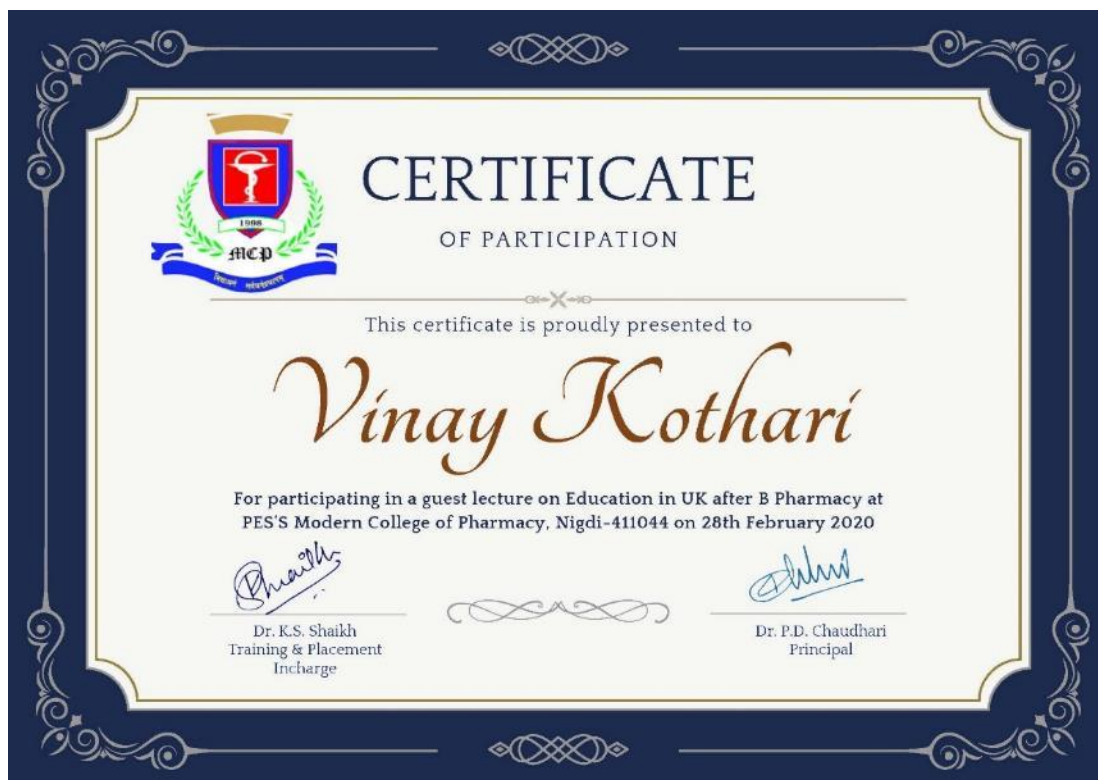 CERTIFICATE
OF PARTICIPATION
1998
MCP
This certificate is proudly presented to
Vinay Kothari
For participating in a guest lecture on Education in UK after B Pharmacy at
PES'S Modern College of Pharmacy, Nigdi-411044 on 28th February 2020
Dr. K.S. Shaikh
Training & Placement
Incharge
Dr. P.D. Chaudhari
Principal